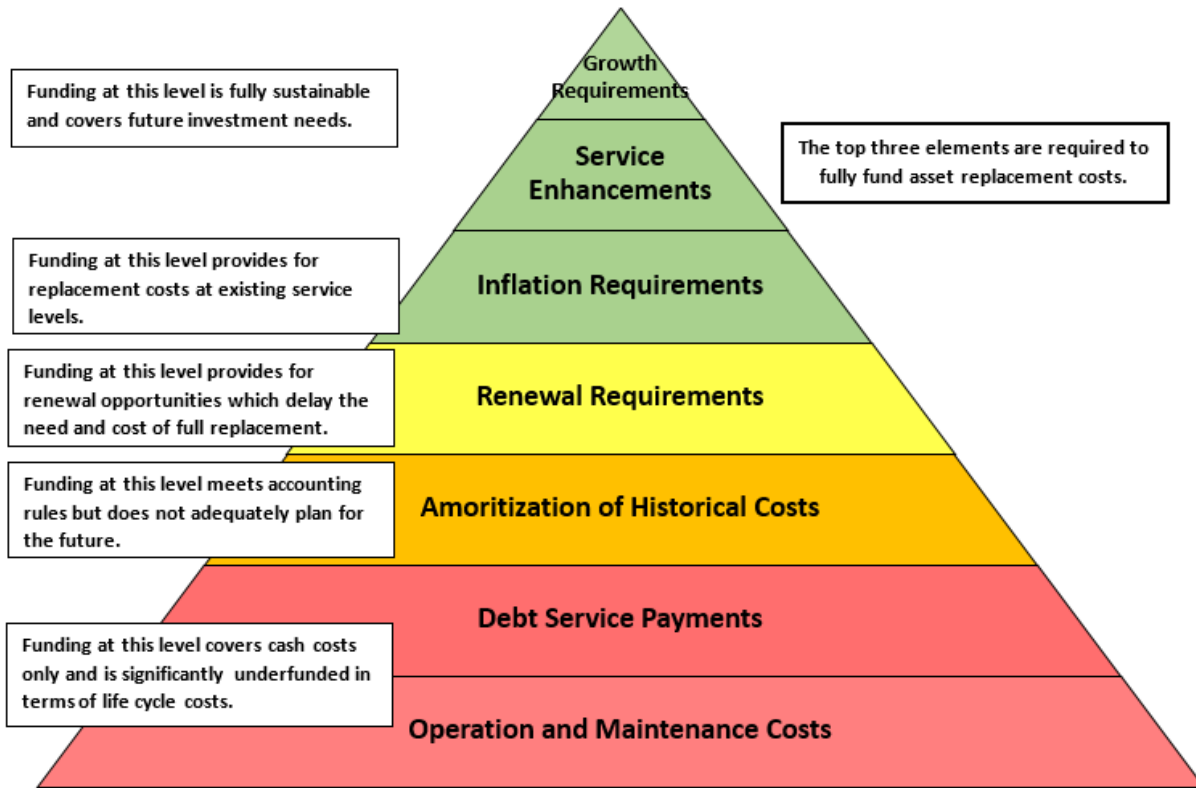 Growth
Requirements
Funding at this level is fully sustainable
and covers future investment needs.
The top three elements are required to
fully fund asset replacement costs.
Service
Enhancements
Funding at this level provides for
replacement costs at existing service
levels.
Inflation Requirements
Funding at this level provides for
renewal opportunities which delay the
need and cost of full replacement.
Renewal Requirements
Funding at this level meets accounting
rules but does not adequately plan for
the future.
Amoritization of Historical Costs
Debt Service Payments
Funding at this level covers cash costs
only and is significantly underfunded in
terms of life cycle costs.
Operation and Maintenance Costs